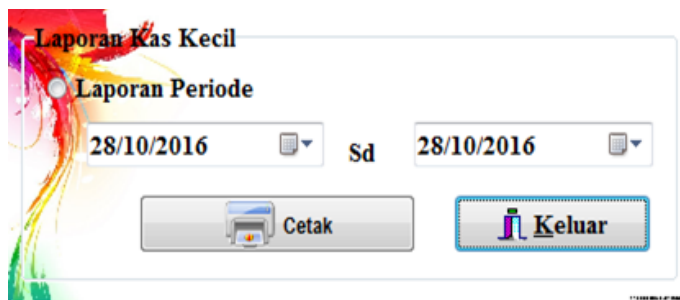 Laporan Kas Kecil
Laporan Periode
28/10/2016 Sd 28/10/2016
Cetak Keluar